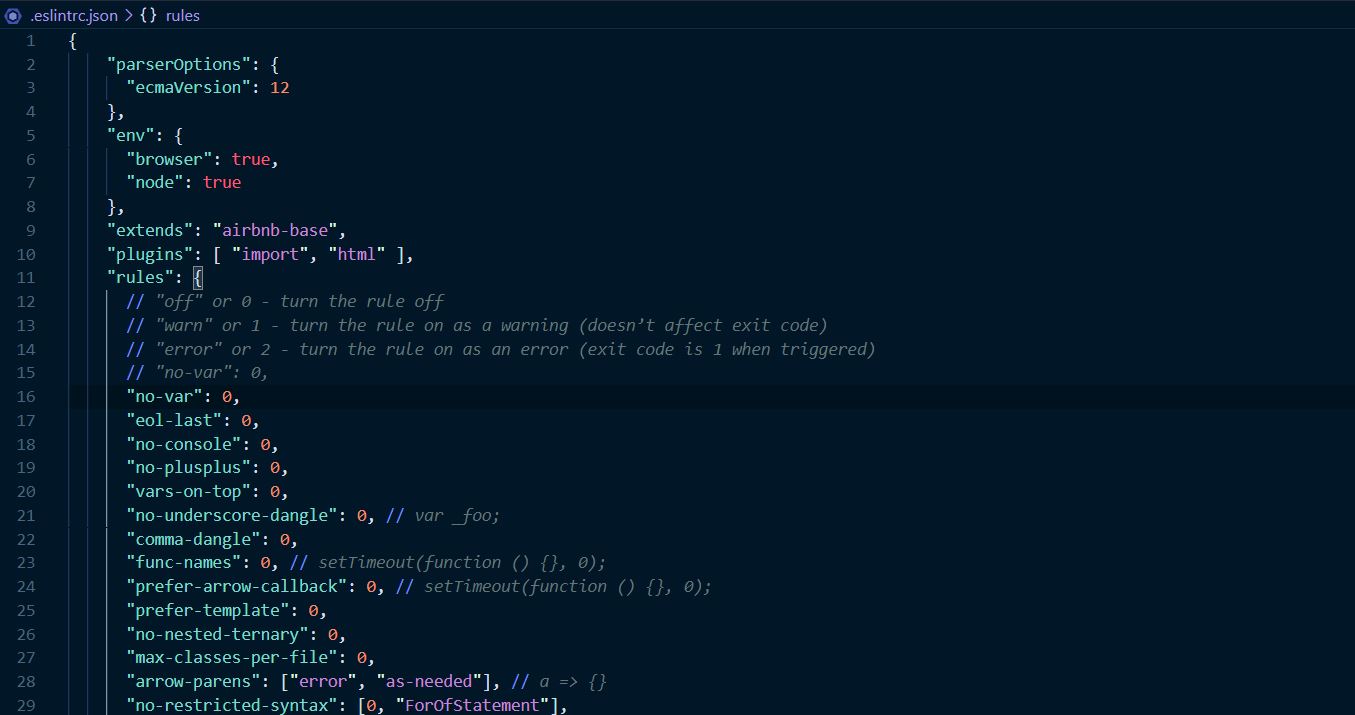 .eslintrc.json > {} rules
1 {
2 "parserOptions": {
3 "ecmaVersion": 12
4 },
5 "env": {
6 "browser": true,
7 "node": true
8 },
9 "extends": "airbnb-base",
10 "plugins": [ "import", "html" ],
11 "rules": {
12 // "off" or 0 - turn the rule off
13 // "warn" or 1 - turn the rule on as a warning (doesn’t affect exit code)
14 // "error" or 2 - turn the rule on as an error (exit code is 1 when triggered)
15 // "no-var": 0,
16 "no-var": 0,
17 "eol-last": 0,
18 "no-console": 0,
19 "no-plusplus": 0,
20 "vars-on-top": 0,
21 "no-underscore-dangle": 0, // var _foo;
22 "comma-dangle": 0,
23 "func-names": 0, // setTimeout(function () {}, 0);
24 "prefer-arrow-callback": 0, // setTimeout(function () {}, 0);
25 "prefer-template": 0,
26 "no-nested-ternary": 0,
27 "max-classes-per-file": 0,
28 "arrow-parens": ["error", "as-needed"], // a => {}
29 "no-restricted-syntax": [0, "ForOfStatement"],